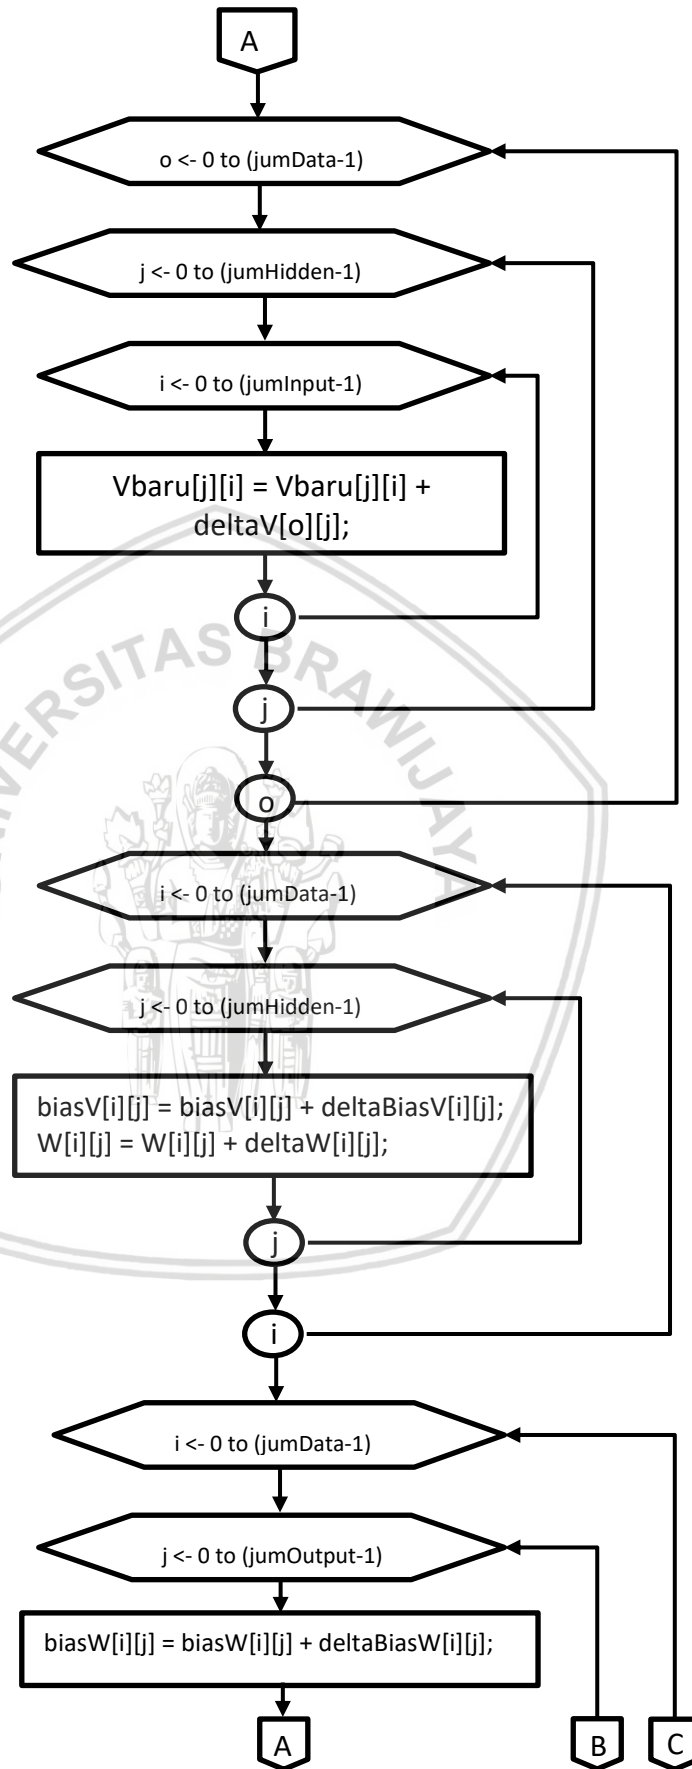 A
o <- 0 to (jumData-1)
j <- 0 to (jumHidden-1)
i <- 0 to (jumInput-1)
Vbaru[j][i] = Vbaru[j][i] +
deltaV[o][j];
i
UNIVERSITAS BRAWIJAYA
j
o
i <- 0 to (jumData-1)
j <- 0 to (jumHidden-1)
biasV[i][j] = biasV[i][j] + deltaBiasV[i][j];
W[i][j] = W[i][j] + deltaW[i][j];
j
i
i <- 0 to (jumData-1)
j <- 0 to (jumOutput-1)
biasW[i][j] = biasW[i][j] + deltaBiasW[i][j];
A
B
C